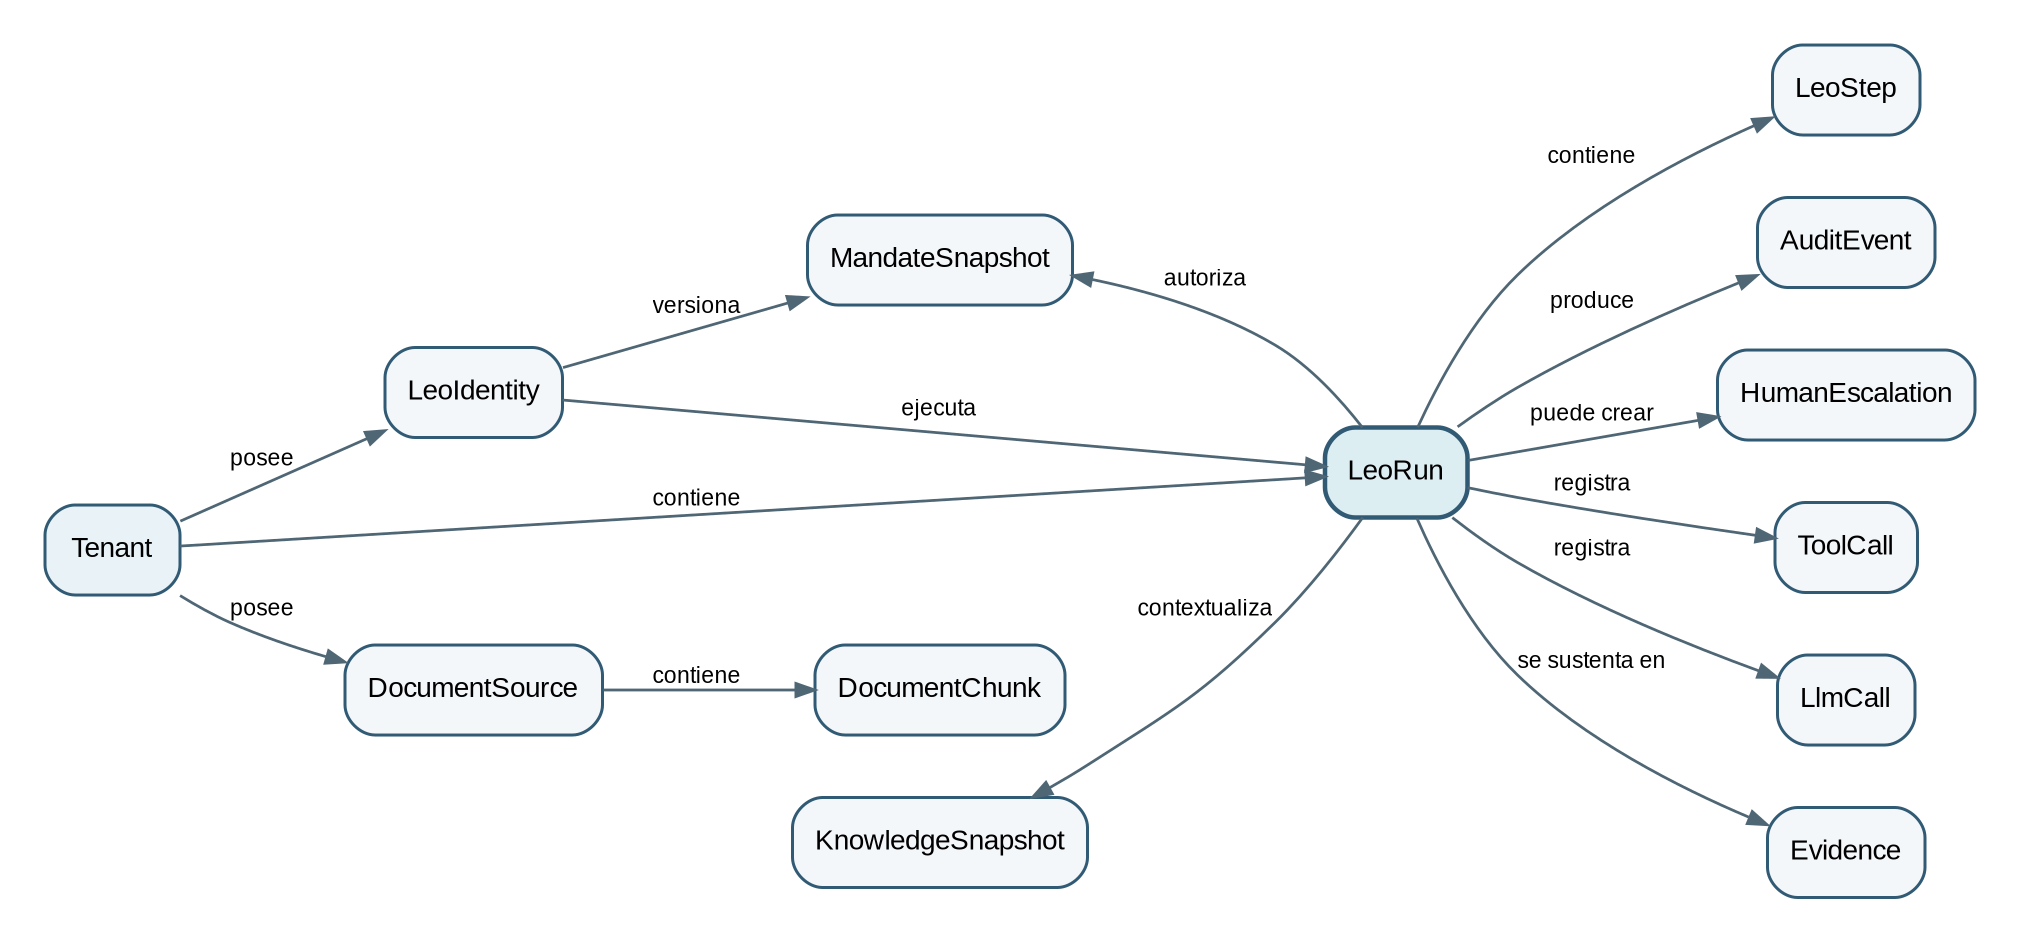 LeoStep
contiene
AuditEvent
MandateSnapshot
autoriza
versiona
produce
LeoIdentity
ejecuta
HumanEscalation
puede crear
posee
LeoRun
registra
contiene
Tenant
ToolCall
registra
posee
contextualiza
se sustenta en
contiene
DocumentSource
DocumentChunk
LlmCall
KnowledgeSnapshot
Evidence